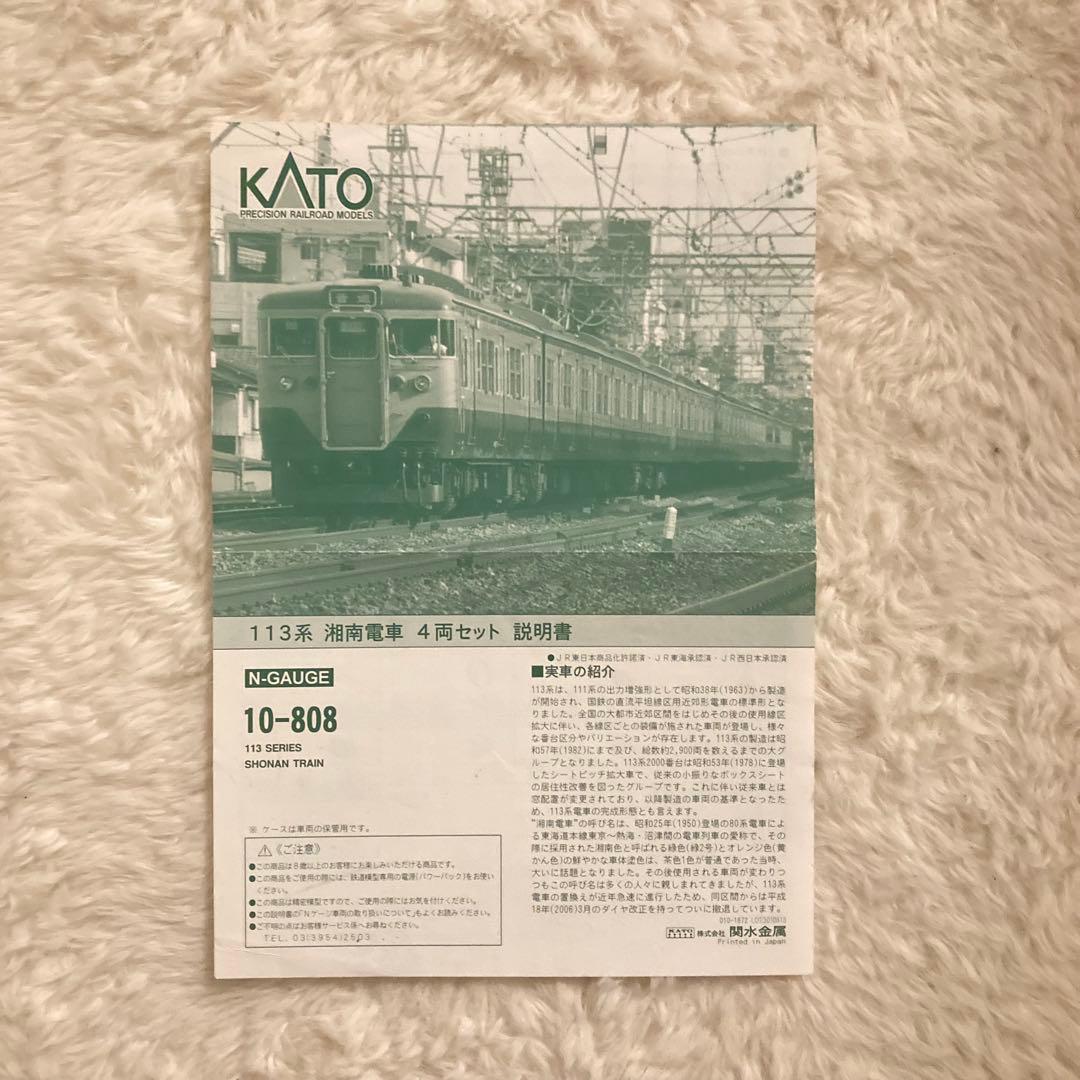 KATO
PRECISION RAILROAD MODELS
普通
113系 湘南電車 4両セット 説明書
●JR東日本商品化許諾済・JR東海承認済・JR西日本承認済
N-GAUGE
10-808
113 SERIES
SHONAN TRAIN
※ ケースは車両の保管用です。
⚠《ご注意》
●この商品は8歳以上のお客様にお楽しみいただける商品です。
●この商品をご使用の際には、鉄道模型専用の電源(パワーパック)をお使い
ください。
●この商品は精密模型ですので、ご使用の際にはお気を付けください。
●この説明書の「Nゲージ車両の取り扱いについて」もよくお読みください。
●ご不明の点はお客様サービス係へお尋ねください。
TEL. 03(3954)2503
■実車の紹介
113系は、111系の出力増強形として昭和38年(1963)から製造
が開始され、国鉄の直流平坦線区用近郊形電車の標準形とな
りました。全国の大都市近郊区間をはじめその後の使用線区
拡大に伴い、各線区ごとの装備が施された車両が登場し、様々
な番台区分やバリエーションが存在します。113系の製造は昭
和57年(1982)にまで及び、総数約2,900両を数えるまでの大グ
ループとなりました。113系2000番台は昭和53年(1978)に登場
したシートピッチ拡大車で、従来の小振りなボックスシート
の居住性改善を図ったグループです。これに伴い従来車とは
窓配置が変更されており、以降製造の車両の基準となったた
め、113系電車の完成形態とも言えます。
"湘南電車"の呼び名は、昭和25年(1950)登場の80系電車によ
る東海道本線東京～熱海・沼津間の電車列車の愛称で、その
際に採用された湘南色と呼ばれる緑色(緑2号)とオレンジ色(黄
かん色)の鮮やかな車体塗色は、茶色1色が普通であった当時、
大いに話題となりました。その後使用される車両が変わりつ
つもこの呼び名は多くの人々に親しまれてきましたが、113系
電車の置換えが近年急速に進行したため、同区間からは平成
18年(2006)3月のダイヤ改正を持ってついに撤退しています。
010-1872
KATO 株式会社 関水金属
Printed in Japan